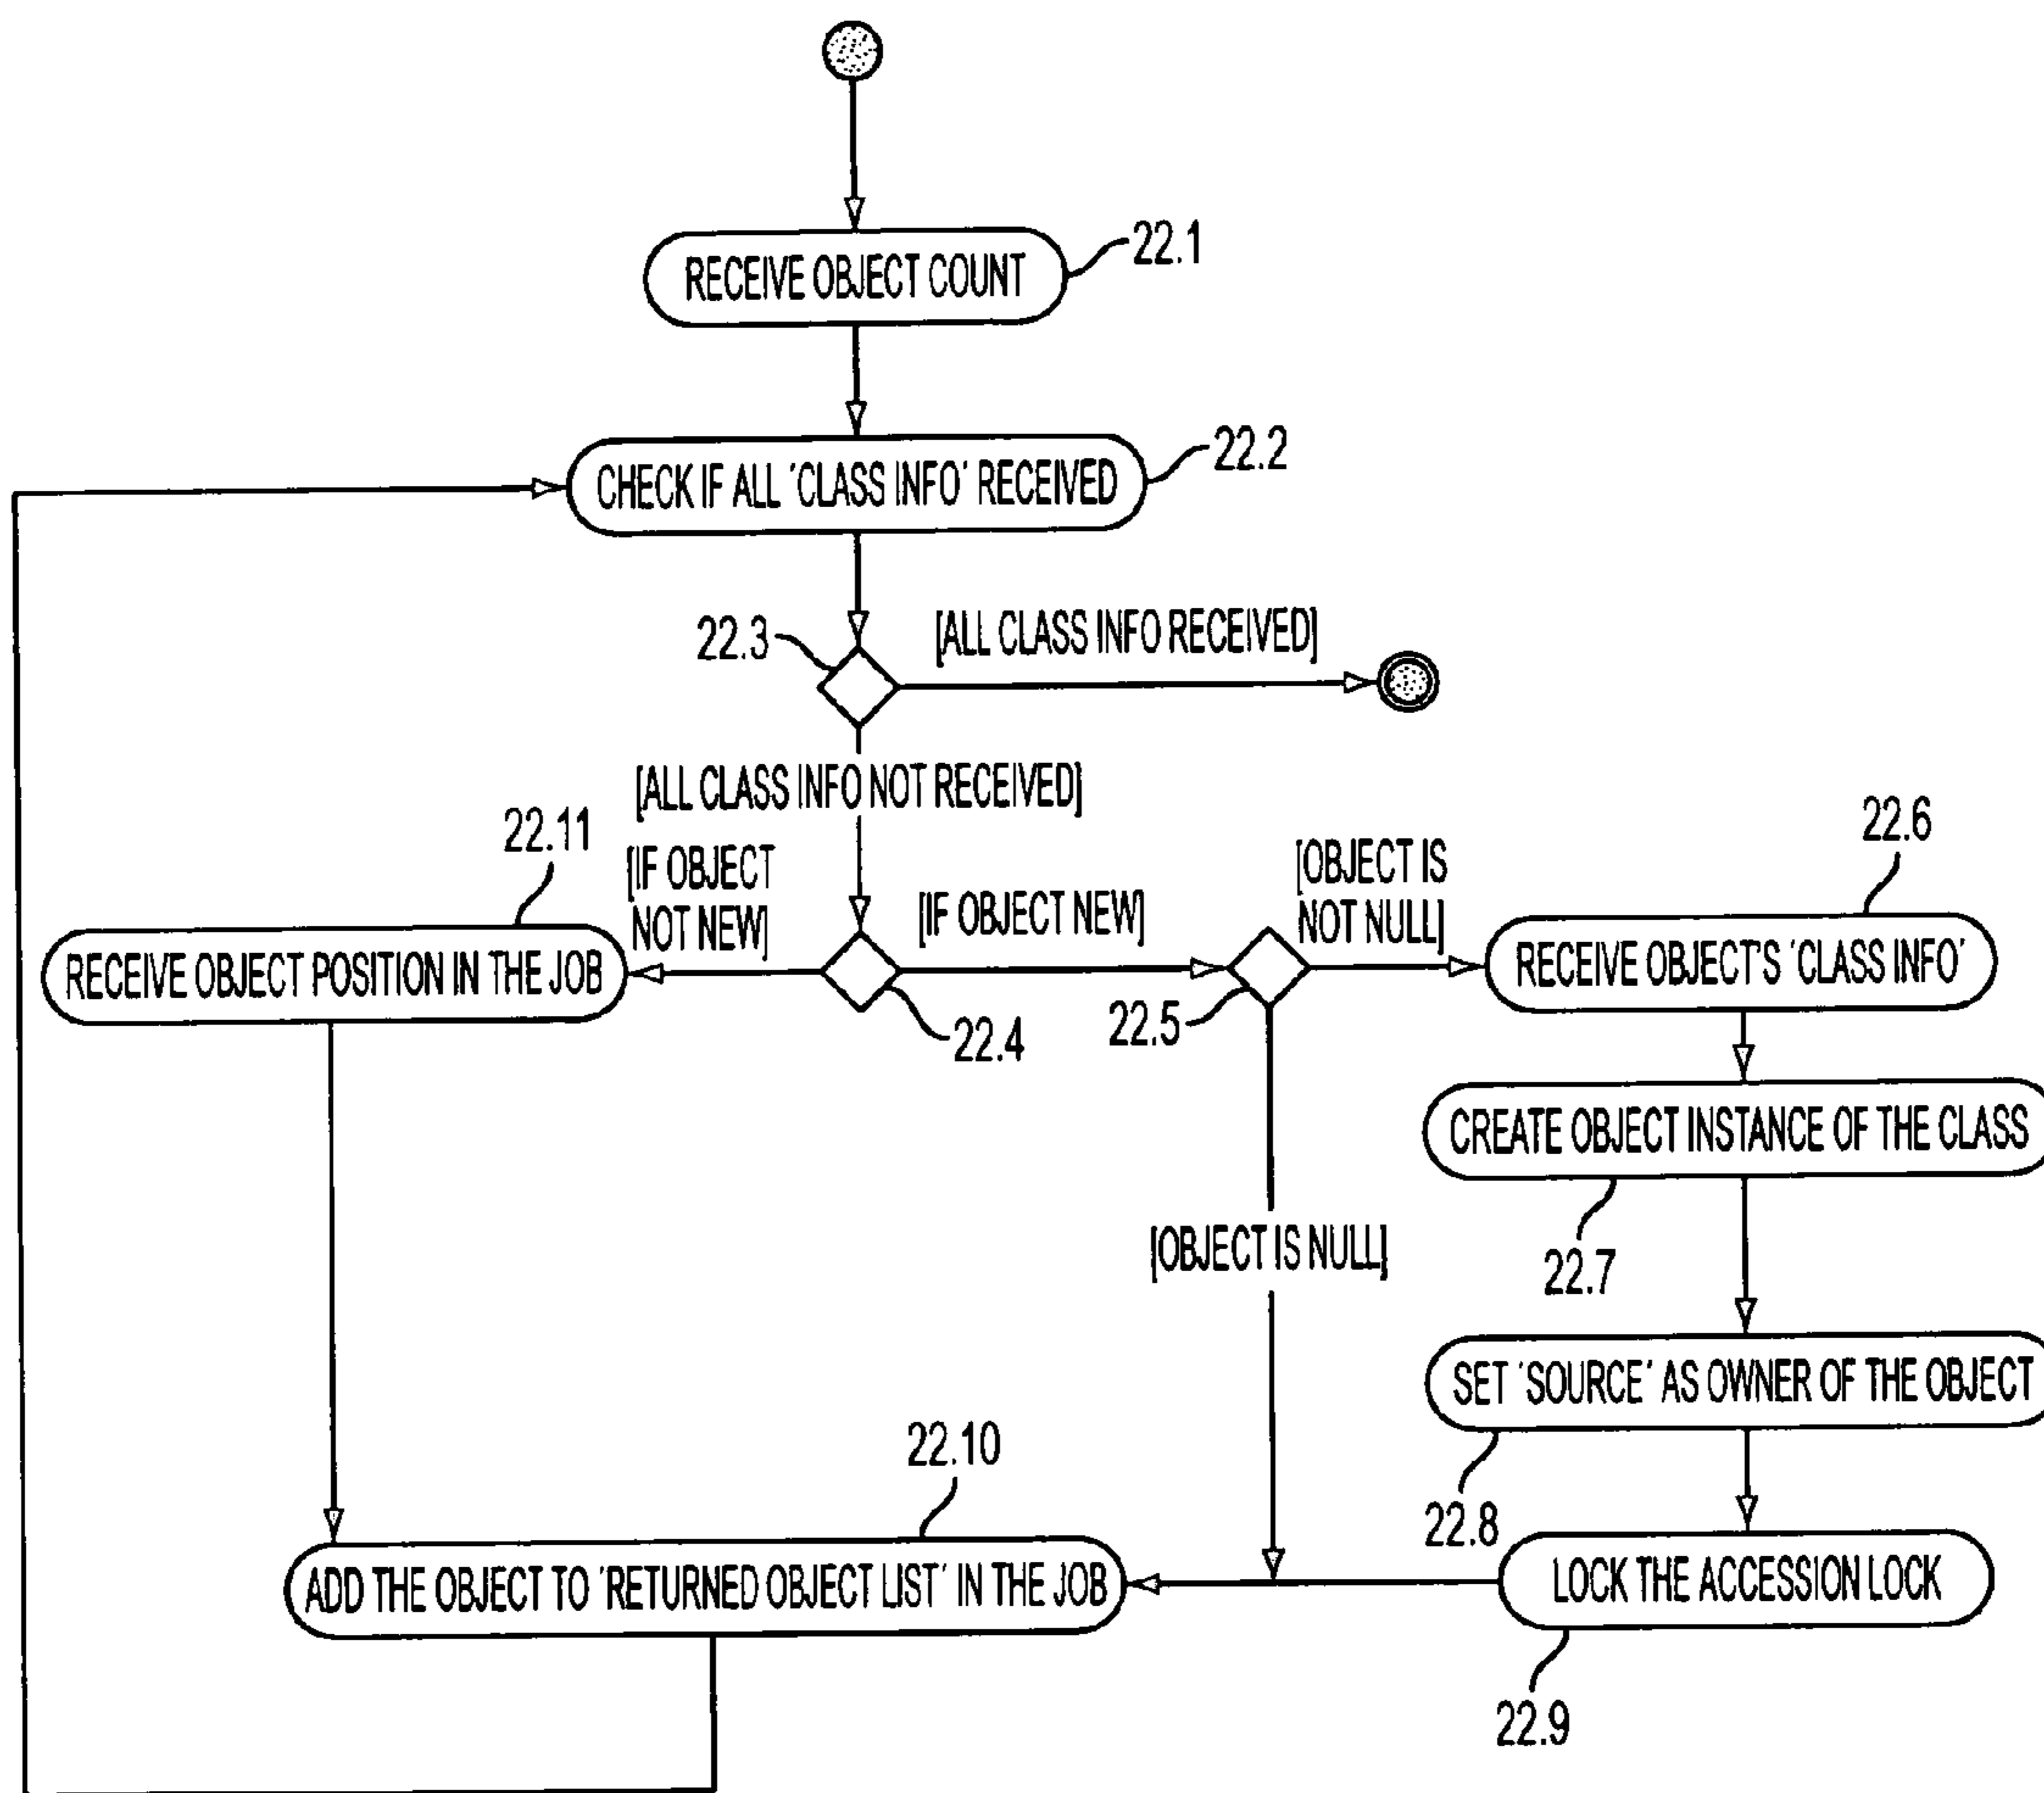 RECEIVE OBJECT COUNT
22.1
CHECK IF ALL 'CLASS INFO' RECEIVED
22.2
22.3
[ALL CLASS INFO RECEIVED]
[ALL CLASS INFO NOT RECEIVED]
22.11
[IF OBJECT
NOT NEW]
[IF OBJECT NEW]
[OBJECT IS
NOT NULL]
22.6
RECEIVE OBJECT POSITION IN THE JOB
22.4
22.5
RECEIVE OBJECT'S 'CLASS INFO'
CREATE OBJECT INSTANCE OF THE CLASS
22.7
[OBJECT IS NULL]
SET 'SOURCE' AS OWNER OF THE OBJECT
22.8
22.10
ADD THE OBJECT TO 'RETURNED OBJECT LIST' IN THE JOB
LOCK THE ACCESSION LOCK
22.9